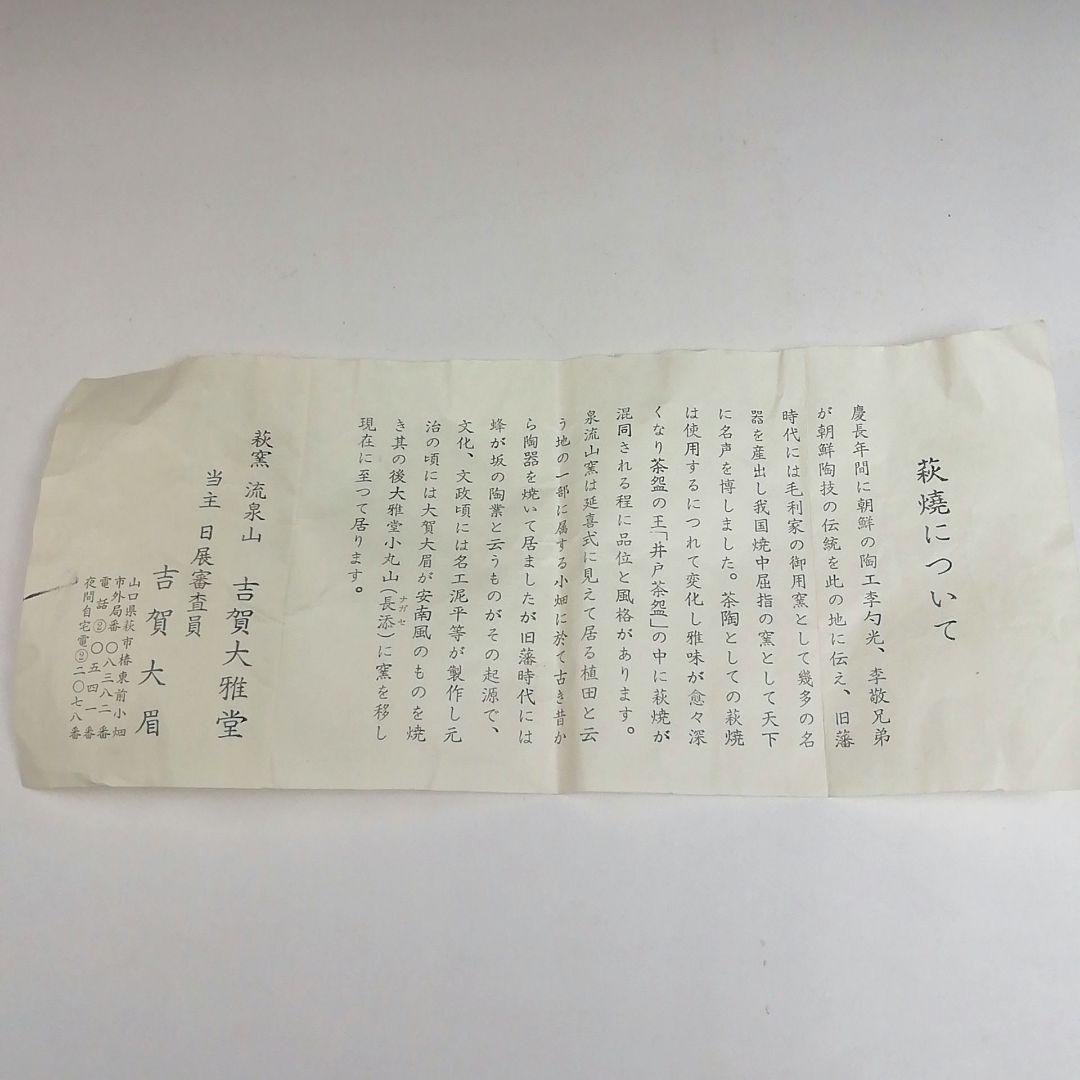 萩燒について
慶長年間に朝鮮の陶工李勺光、李敬兄弟
が朝鮮陶技の伝統を此の地に伝え、旧藩
時代には毛利家の御用窯として幾多の名
器を産出し我国焼中屈指の窯として天下
に名声を博しました。茶陶としての萩焼
は使用するにつれて変化し雅味が愈々深
くなり茶盌の王「井戸茶盌」の中に萩焼が
混同される程に品位と風格があります。
泉流山窯は延喜式に見えて居る植田と云
う地の一部に属する小畑に於て古き昔か
ら陶器を焼いて居ましたが旧藩時代には
蜂が坂の陶業と云うものがその起源で、
文化、文政頃には名工泥平等が製作し元
治の頃には大賀大眉が安南風のものを焼
き其の後大雅堂小丸山(長添)に窯を移し
ナガセ
現在に至つて居ります。
萩窯 流泉山 吉賀大雅堂
当主 日展審査員 吉賀大眉
山口県萩市椿東前小畑
市外局番〇八三八二番
電話②〇五四一番
夜間自宅電②二〇七八番